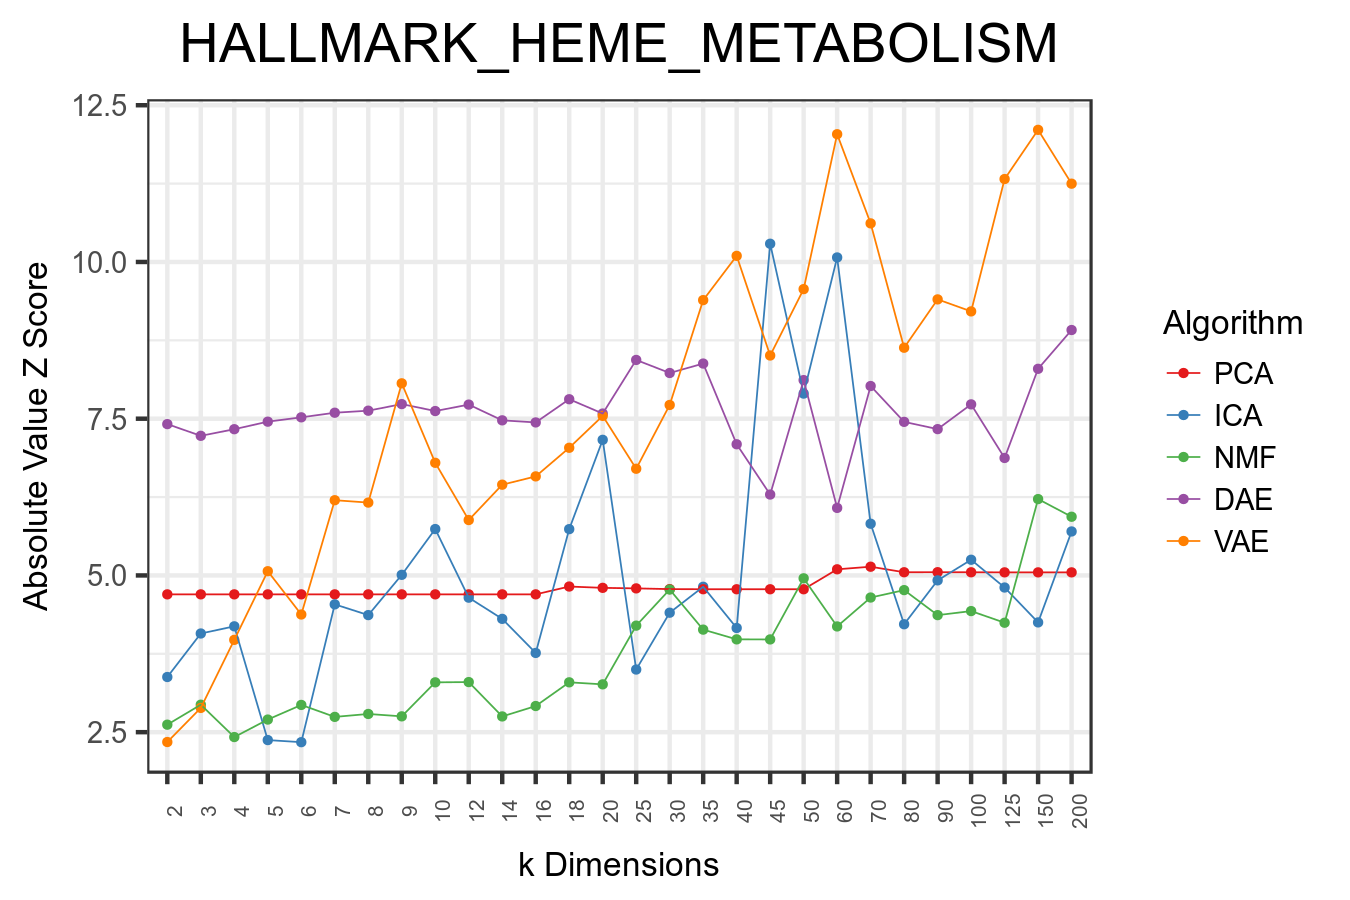 HALLMARK_HEME_METABOLISM
12.5
10.0
7.5
5.0
2.5
Absolute Value Z Score
2 3 4 5 6 7 8 9 10 12 14 16 18 20 25 30 35 40 45 50 60 70 80 90 100 125 150 200
k Dimensions
Algorithm
PCA
ICA
NMF
DAE
VAE